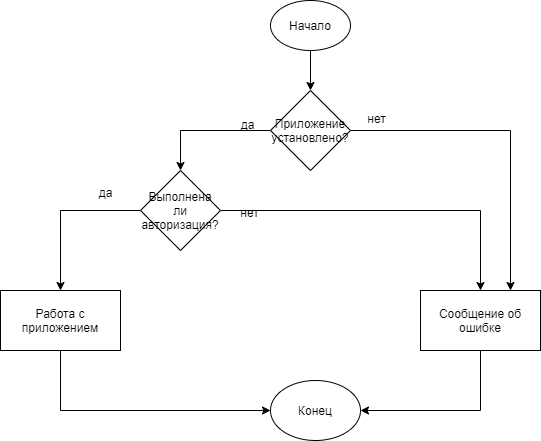 Начало
Приложение
установлено?
да
нет
Выполнена
ли
авторизация?
да
нет
Работа с
приложением
Сообщение об
ошибке
Конец